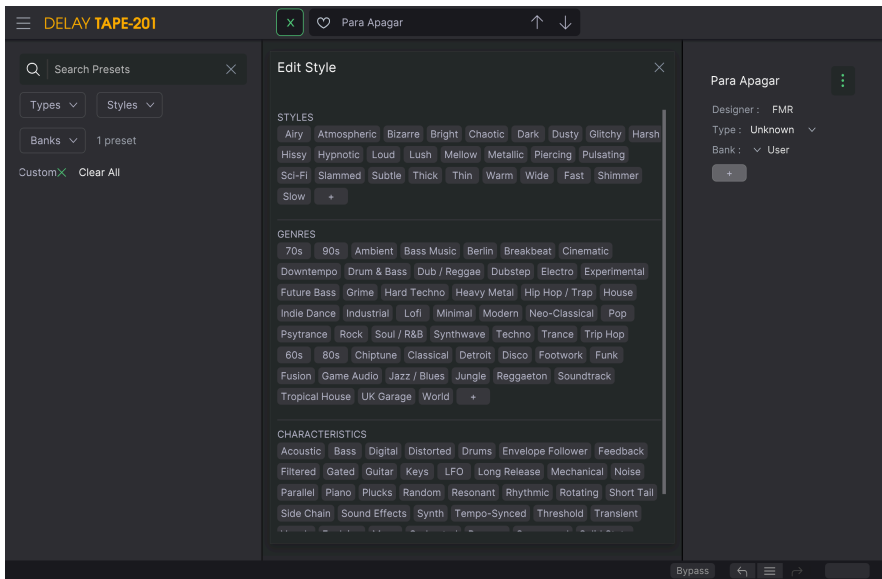 DELAY TAPE-201
X
Para Apagar
Search Presets
Types
Styles
Banks
1 preset
Custom
Clear All
Edit Style
STYLES
Airy Atmospheric Bizarre Bright Chaotic Dark Dusty Glitchy Harsh
Hissy Hypnotic Loud Lush Mellow Metallic Piercing Pulsating
Sci-Fi Slammed Subtle Thick Thin Warm Wide Fast Shimmer
Slow +
GENRES
70s 90s Ambient Bass Music Berlin Breakbeat Cinematic
Downtempo Drum & Bass Dub / Reggae Dubstep Electro Experimental
Future Bass Grime Hard Techno Heavy Metal Hip Hop / Trap House
Indie Dance Industrial Lofi Minimal Modern Neo-Classical Pop
Psytrance Rock Soul / R&B Synthwave Techno Trance Trip Hop
60s 80s Chiptune Classical Detroit Disco Footwork Funk
Fusion Game Audio Jazz / Blues Jungle Reggaeton Soundtrack
Tropical House UK Garage World +
CHARACTERISTICS
Acoustic Bass Digital Distorted Drums Envelope Follower Feedback
Filtered Gated Guitar Keys LFO Long Release Mechanical Noise
Parallel Piano Plucks Random Resonant Rhythmic Rotating Short Tail
Side Chain Sound Effects Synth Tempo-Synced Threshold Transient
Para Apagar
Designer : FMR
Type : Unknown
Bank : User
+
Bypass